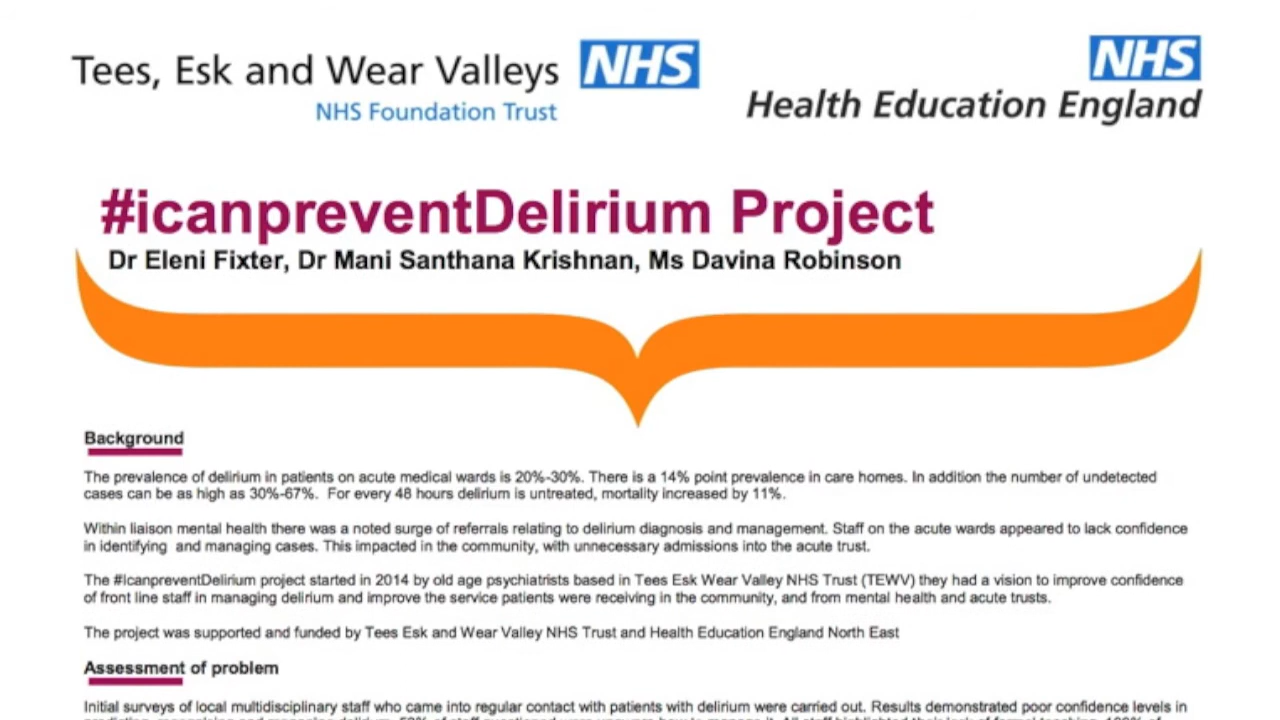 Tees, Esk and Wear Valleys NHS
NHS Foundation Trust
NHS
Health Education England
#icanpreventDelirium Project
Dr Eleni Fixter, Dr Mani Santhana Krishnan, Ms Davina Robinson
Background
The prevalence of delirium in patients on acute medical wards is 20%-30%. There is a 14% point prevalence in care homes. In addition the number of undetected
cases can be as high as 30%-67%. For every 48 hours delirium is untreated, mortality increased by 11%.
Within liaison mental health there was a noted surge of referrals relating to delirium diagnosis and management. Staff on the acute wards appeared to lack confidence
in identifying and managing cases. This impacted in the community, with unnecessary admissions into the acute trust.
The #IcanpreventDelirium project started in 2014 by old age psychiatrists based in Tees Esk Wear Valley NHS Trust (TEWV) they had a vision to improve confidence
of front line staff in managing delirium and improve the service patients were receiving in the community, and from mental health and acute trusts.
The project was supported and funded by Tees Esk and Wear Valley NHS Trust and Health Education England North East
Assessment of problem
Initial surveys of local multidisciplinary staff who came into regular contact with patients with delirium were carried out. Results demonstrated poor confidence levels in